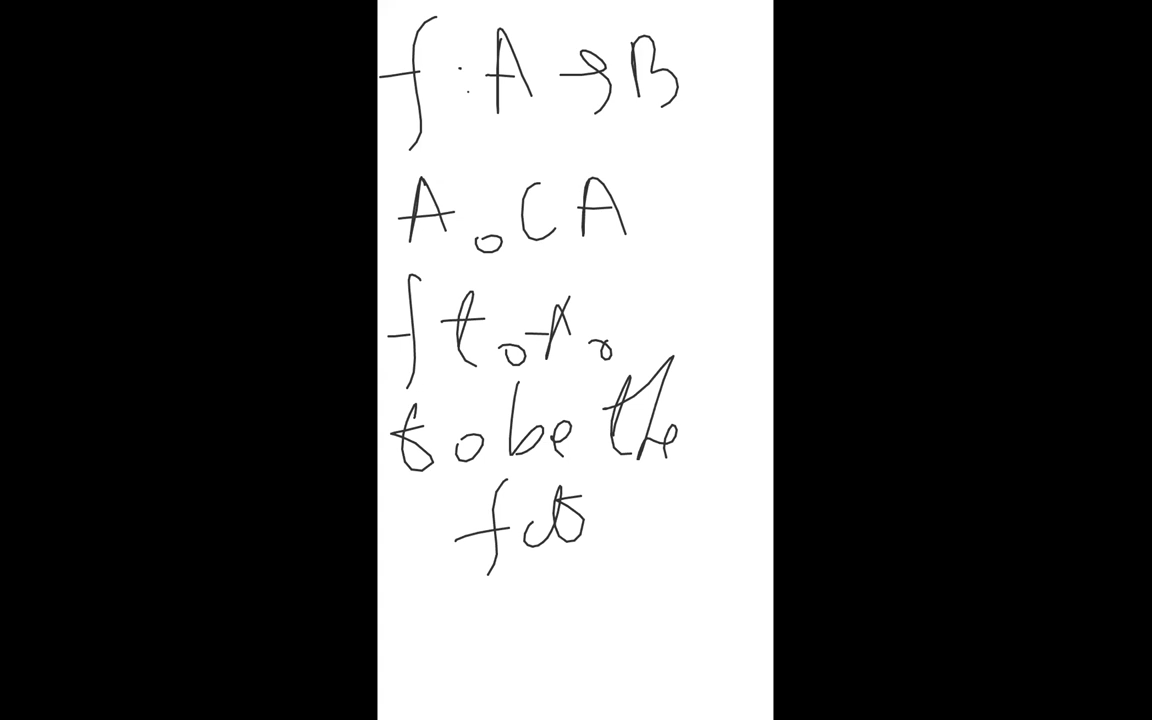 f : A → B
A₀ ⊂ A
f to A₀
to be the
fct